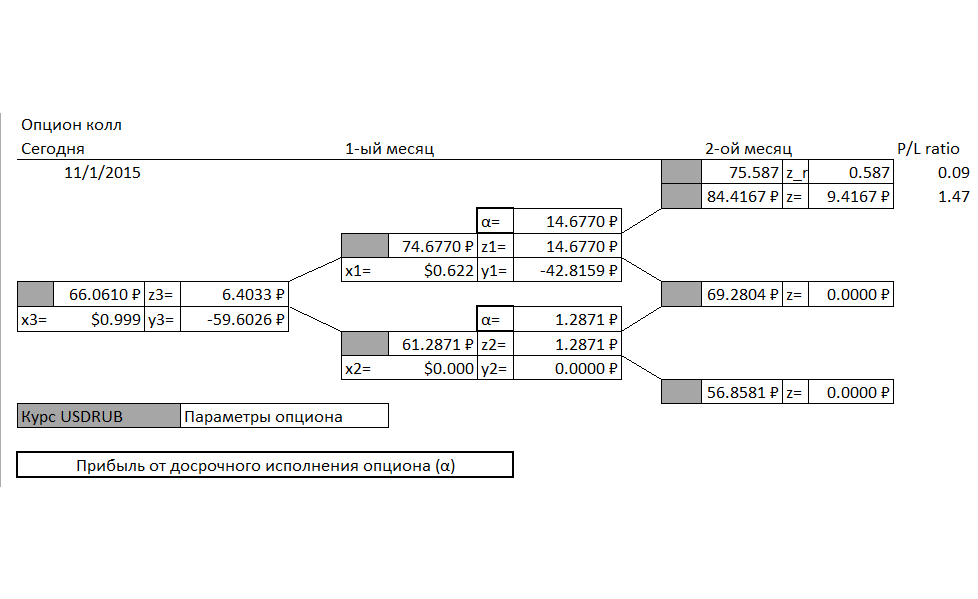 Опцион колл
Сегодня 1-ый месяц 2-ой месяц P/L ratio
11/1/2015 75.587 z_r 0.587 0.09
84.4167 ₽ z= 9.4167 ₽ 1.47
α= 14.6770 ₽
74.6770 ₽ z1= 14.6770 ₽
x1= $0.622 y1= -42.8159 ₽
66.0610 ₽ z3= 6.4033 ₽ 69.2804 ₽ z= 0.0000 ₽
x3= $0.999 y3= -59.6026 ₽ α= 1.2871 ₽
61.2871 ₽ z2= 1.2871 ₽
x2= $0.000 y2= 0.0000 ₽
56.8581 ₽ z= 0.0000 ₽
Курс USDRUB Параметры опциона
Прибыль от досрочного исполнения опциона (α)